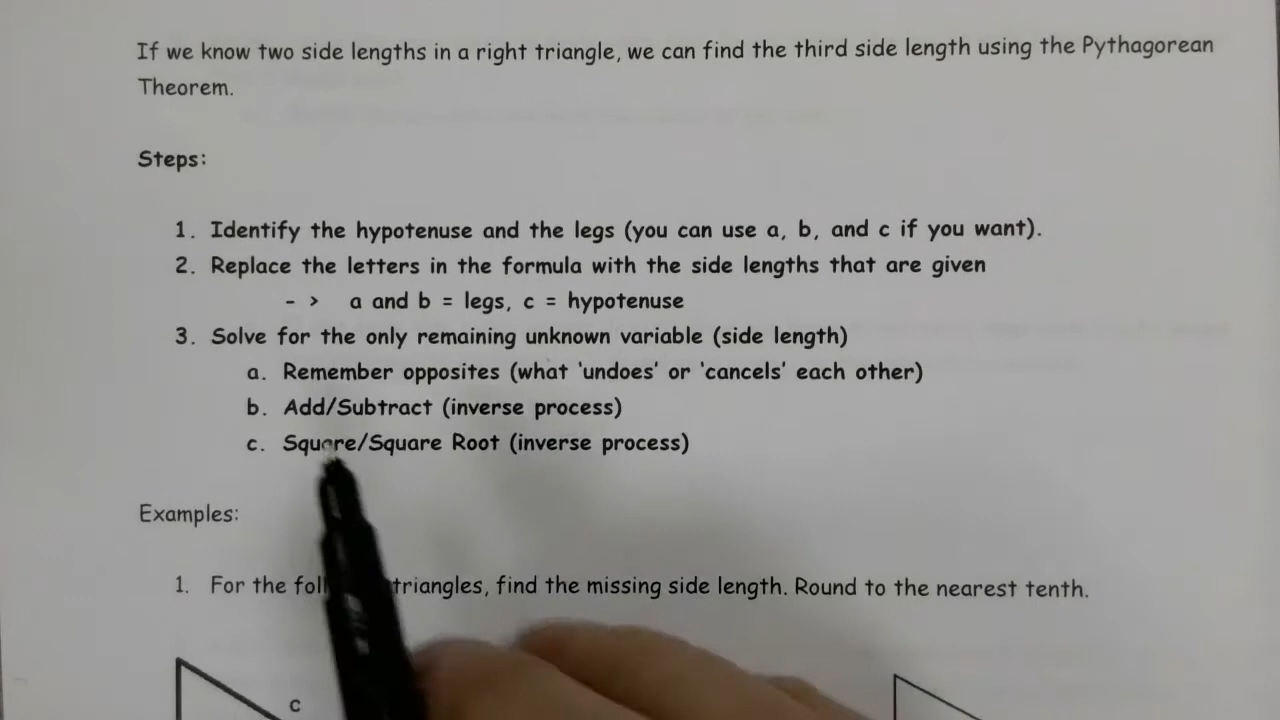 If we know two side lengths in a right triangle, we can find the third side length using the Pythagorean
Theorem.
Steps:
1. Identify the hypotenuse and the legs (you can use a, b, and c if you want).
2. Replace the letters in the formula with the side lengths that are given
- > a and b = legs, c = hypotenuse
3. Solve for the only remaining unknown variable (side length)
a. Remember opposites (what 'undoes' or 'cancels' each other)
b. Add/Subtract (inverse process)
c. Square/Square Root (inverse process)
Examples:
1. For the triangles, find the missing side length. Round to the nearest tenth.
c